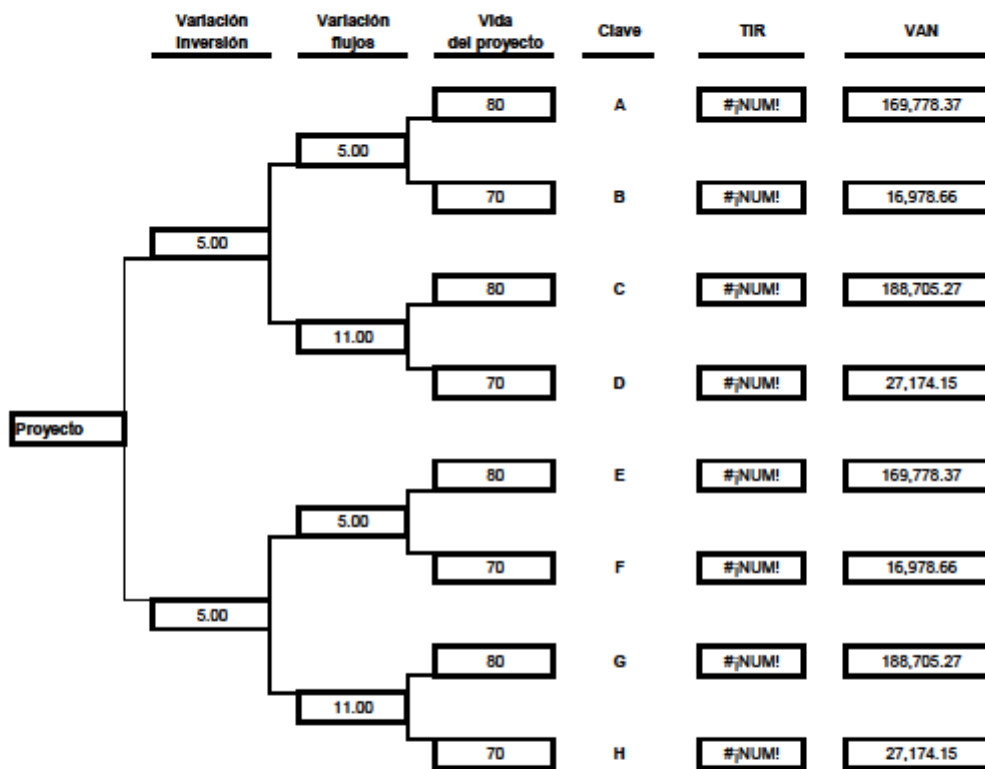 Variación Inversión Variación flujos Vida del proyecto Clave TIR VAN
80 A #¡NUM! 169,778.37
5.00
70 B #¡NUM! 16,978.66
5.00
80 C #¡NUM! 188,705.27
11.00
70 D #¡NUM! 27,174.15
Proyecto
80 E #¡NUM! 169,778.37
5.00
70 F #¡NUM! 16,978.66
5.00
80 G #¡NUM! 188,705.27
11.00
70 H #¡NUM! 27,174.15